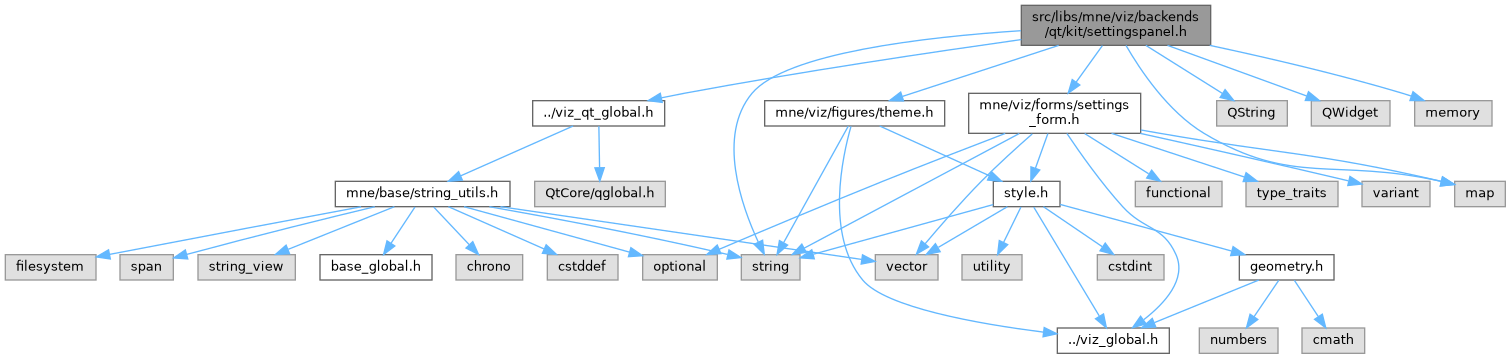 src/libs/mne/viz/backends
/qt/kit/settingspanel.h
../viz_qt_global.h
mne/viz/figures/theme.h
mne/viz/forms/settings
_form.h
QString
QWidget
memory
mne/base/string_utils.h
QtCore/qglobal.h
style.h
functional
type_traits
variant
map
filesystem
span
string_view
base_global.h
chrono
cstddef
optional
string
vector
utility
cstdint
geometry.h
../viz_global.h
numbers
cmath